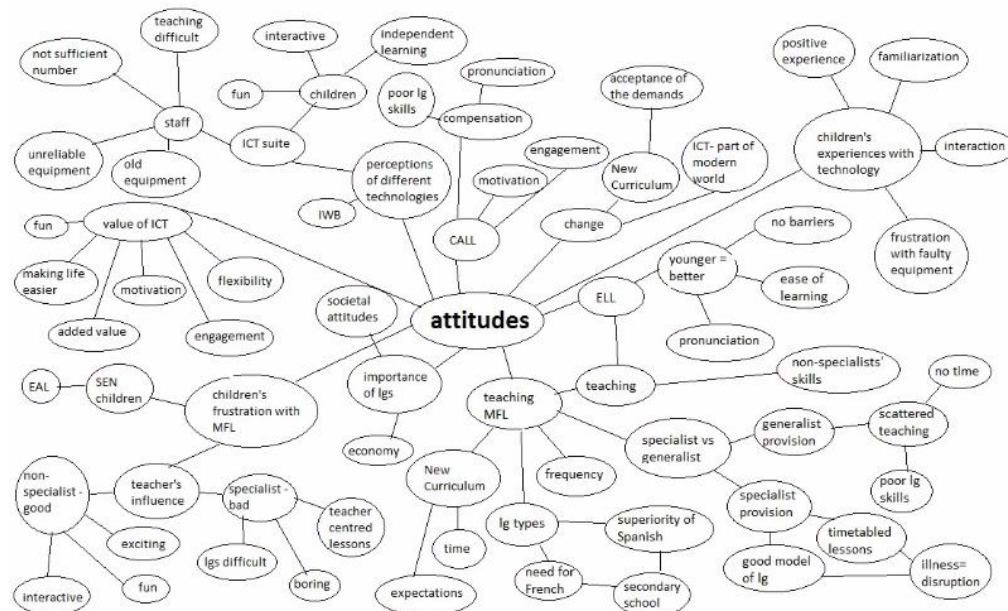 teaching
difficult
not sufficient
number
staff
unreliable
equipment
old
equipment
interactive
independent
learning
fun
children
ICT suite
perceptions
of different
technologies
IWB
poor lg
skills
pronunciation
compensation
engagement
motivation
CALL
acceptance of
the demands
New
Curriculum
ICT- part of
modern
world
change
positive
experience
familiarization
children's
experiences with
technology
interaction
frustration
with faulty
equipment
value of ICT
fun
making life
easier
added value
motivation
engagement
flexibility
societal
attitudes
importance
of lgs
economy
attitudes
ELL
younger =
better
no barriers
ease of
learning
pronunciation
teaching
non-specialists'
skills
EAL
SEN
children
children's
frustration with
MFL
teacher's
influence
non-
specialist -
good
exciting
fun
interactive
specialist -
bad
lgs difficult
boring
teacher
centred
lessons
teaching
MFL
New
Curriculum
time
expectations
lg types
need for
French
superiority of
Spanish
secondary
school
frequency
specialist vs
generalist
generalist
provision
scattered
teaching
no time
poor lg
skills
specialist
provision
timetabled
lessons
good model
of lg
illness=
disruption